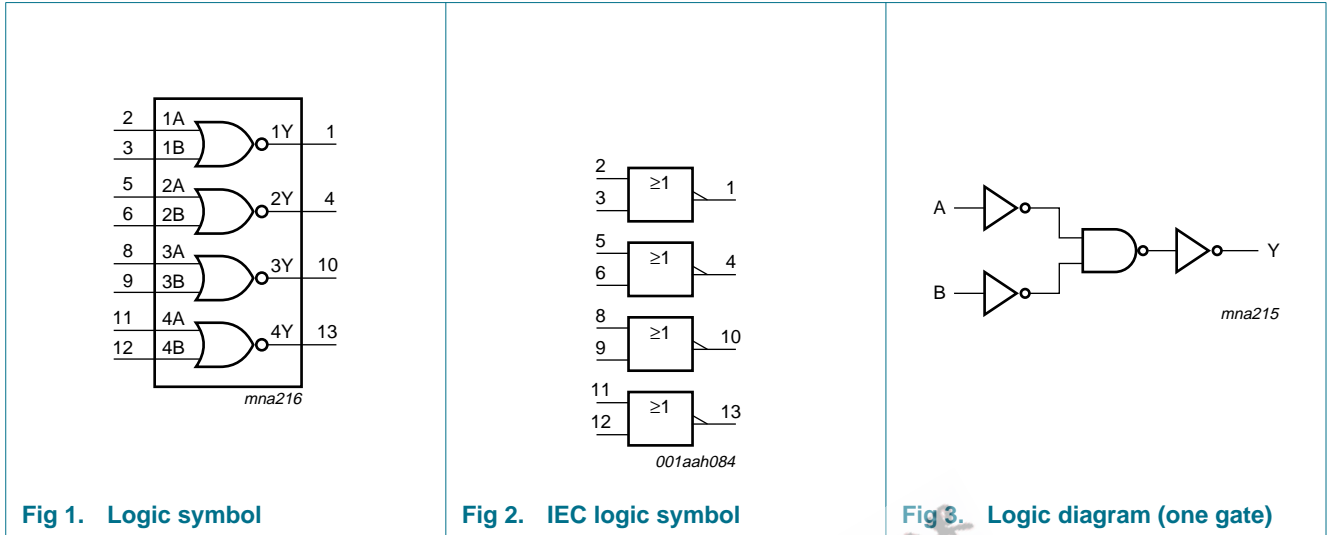 2 1A 1Y 1
3 1B
5 2A 2Y 4
6 2B
8 3A 3Y 10
9 3B
11 4A 4Y 13
12 4B
mna216
Fig 1. Logic symbol
2 ≥1 1
3
5 ≥1 4
6
8 ≥1 10
9
11 ≥1 13
12
001aah084
Fig 2. IEC logic symbol
A
Y
B
mna215
Fig 3. Logic diagram (one gate)